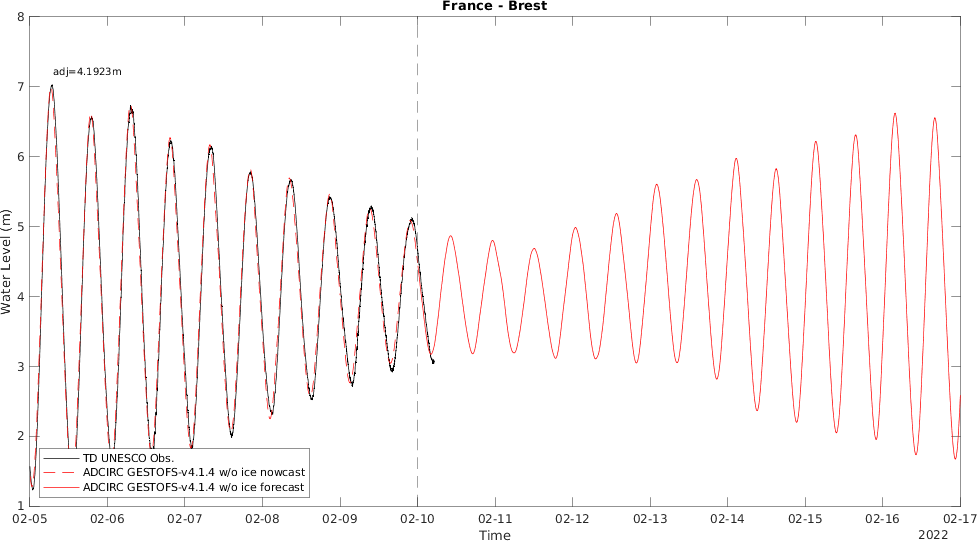 France - Brest
8
adj=4.1923m
7
6
5
4
3
2
1
Water Level (m)
TD UNESCO Obs.
ADCIRC GESTOFS-v4.1.4 w/o ice nowcast
ADCIRC GESTOFS-v4.1.4 w/o ice forecast
02-05 02-06 02-07 02-08 02-09 02-10 02-11 02-12 02-13 02-14 02-15 02-16 02-17
Time
2022